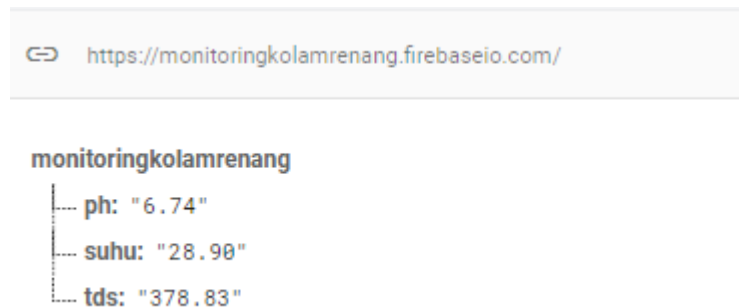 https://monitoringkolamrenang.firebaseio.com/
monitoringkolamrenang
ph: "6.74"
suhu: "28.90"
tds: "378.83"